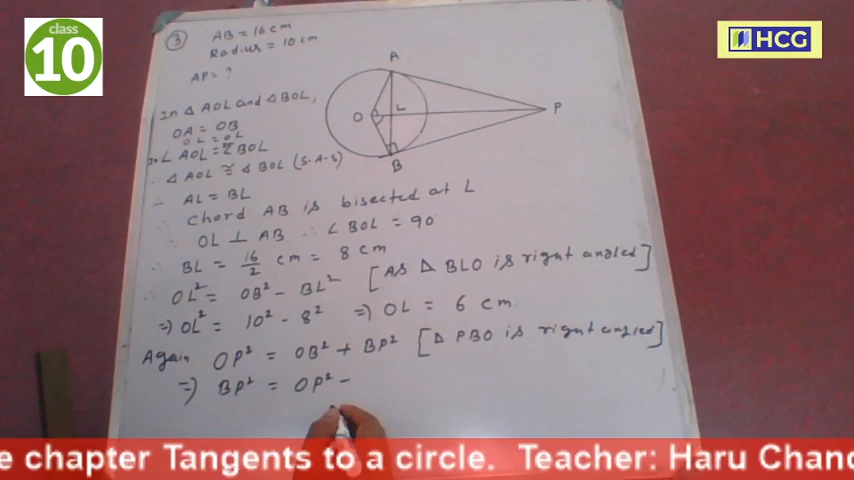 class
10
HCG
3 AB = 16 cm
Radius = 10 cm
AP = ?
In △ AOL and △ BOL,
OA = OB
OL = OL
∠ AOL = ∠ BOL
∴ △ AOL ≅ △ BOL (S-A-S)
∴ AL = BL
∴ Chord AB is bisected at L
∴ OL ⊥ AB ∴ ∠ BOL = 90
∴ BL = 16/2 cm = 8 cm
∴ OL² = OB² - BL² [AS △ BLO is right angled]
=> OL² = 10² - 8² => OL = 6 cm
Again OP² = OB² + BP² [△ PBO is right angled]
=> BP² = OP² -
A
O
L
P
B
e chapter Tangents to a circle. Teacher: Haru Chand